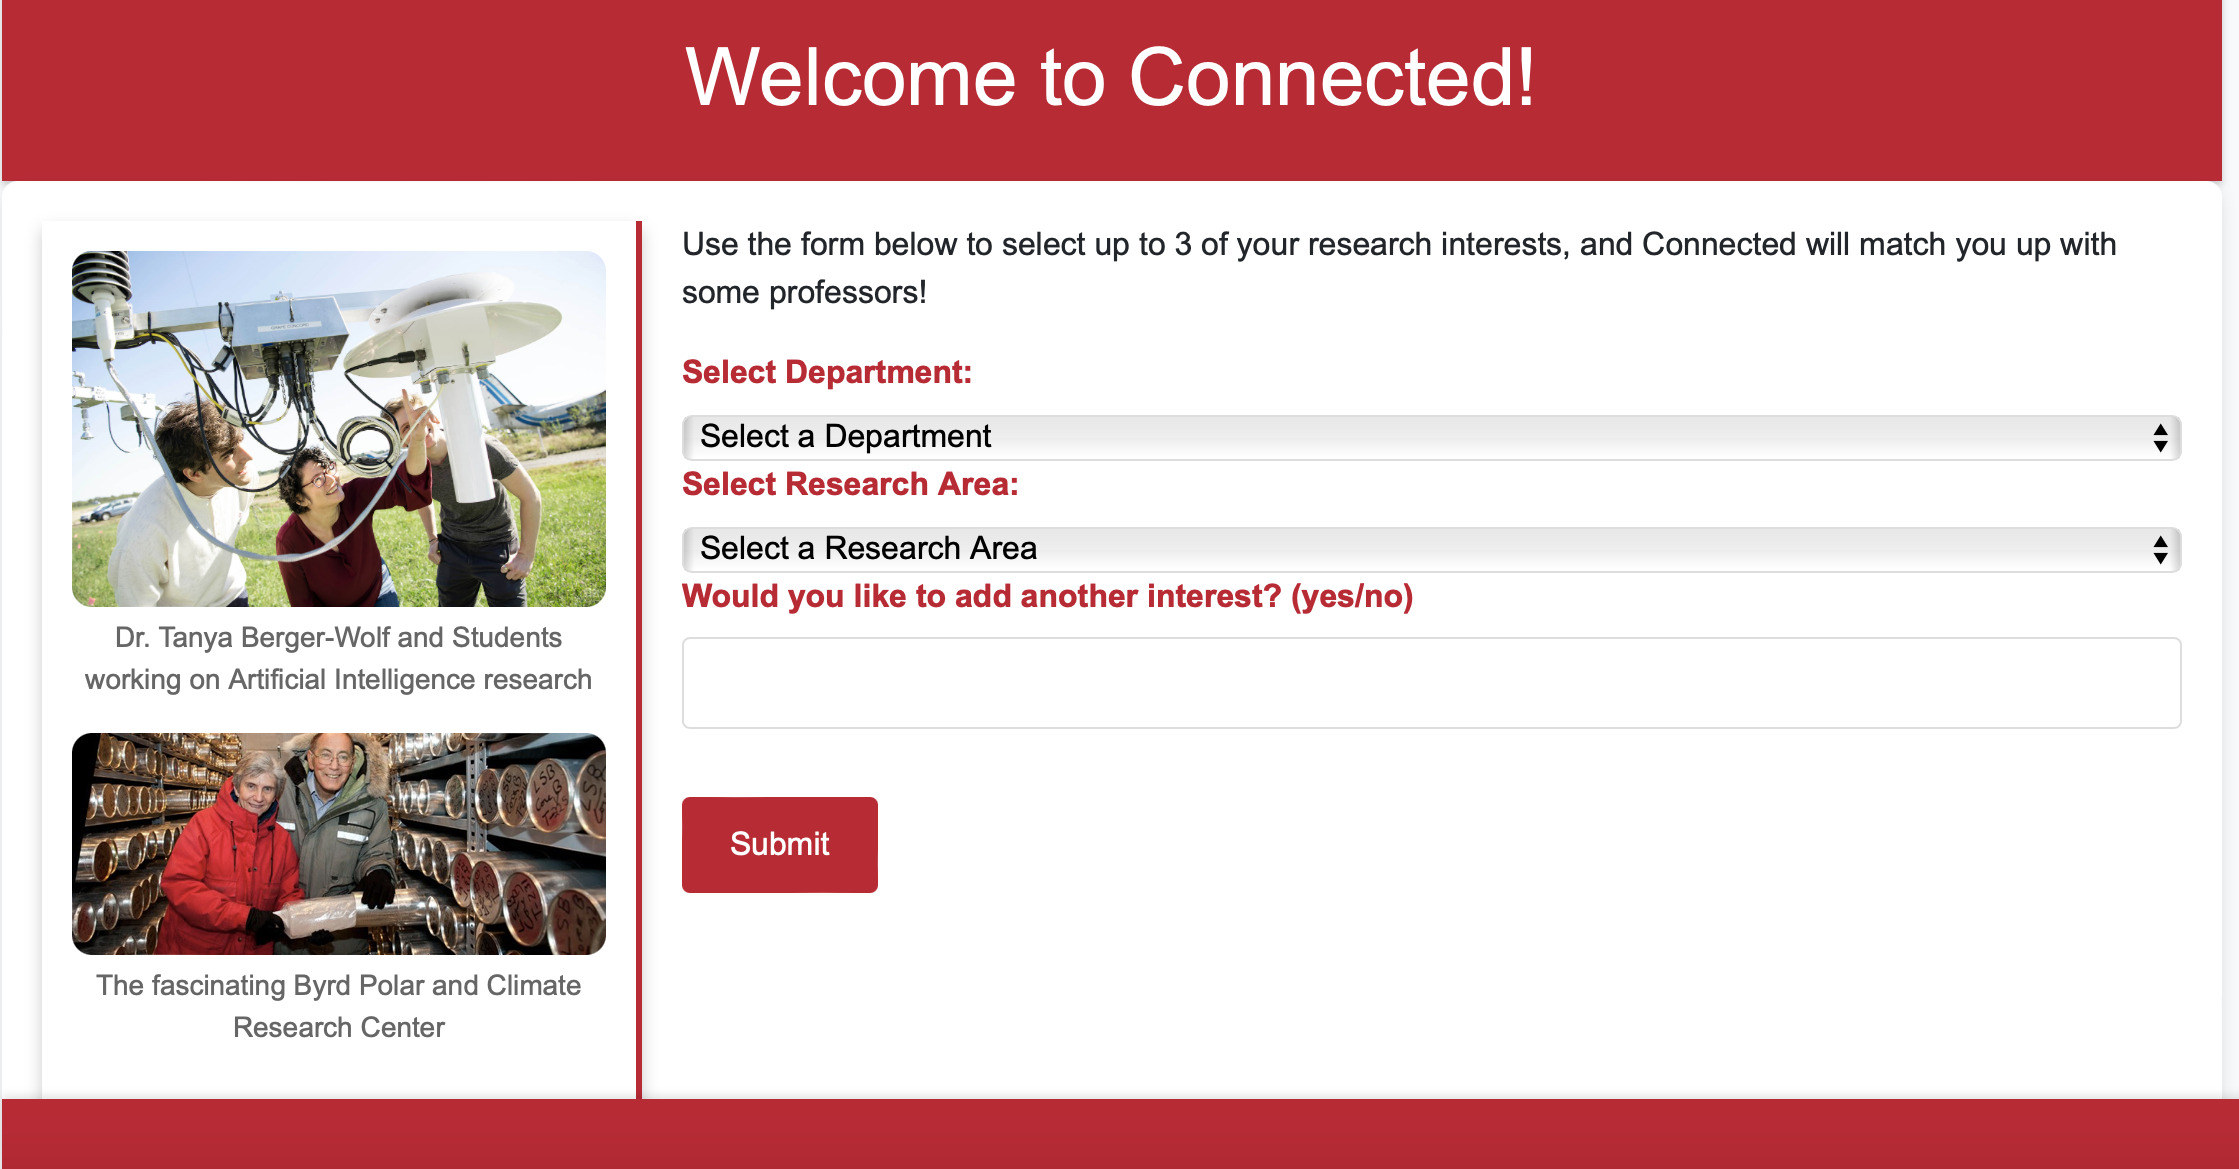 Welcome to Connected!
Use the form below to select up to 3 of your research interests, and Connected will match you up with
some professors!
Select Department:
Select a Department
Select Research Area:
Select a Research Area
Would you like to add another interest? (yes/no)
Submit
Dr. Tanya Berger-Wolf and Students
working on Artificial Intelligence research
LSB
Core
The fascinating Byrd Polar and Climate
Research Center